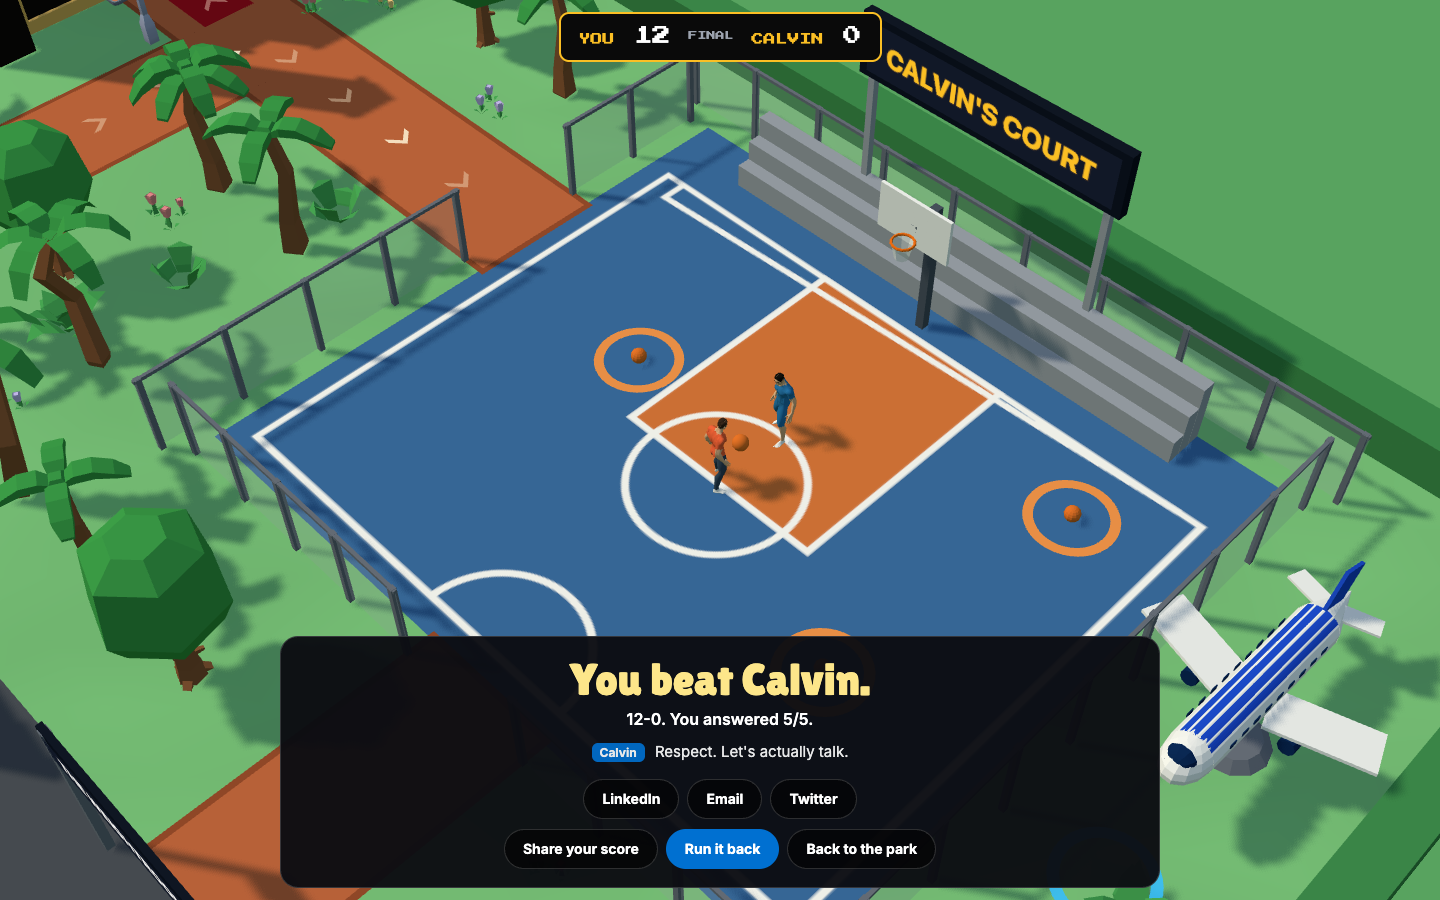 YOU 12 FINAL CALVIN 0
CALVIN'S COURT
You beat Calvin.
12-0. You answered 5/5.
Calvin Respect. Let's actually talk.
LinkedIn Email Twitter
Share your score Run it back Back to the park